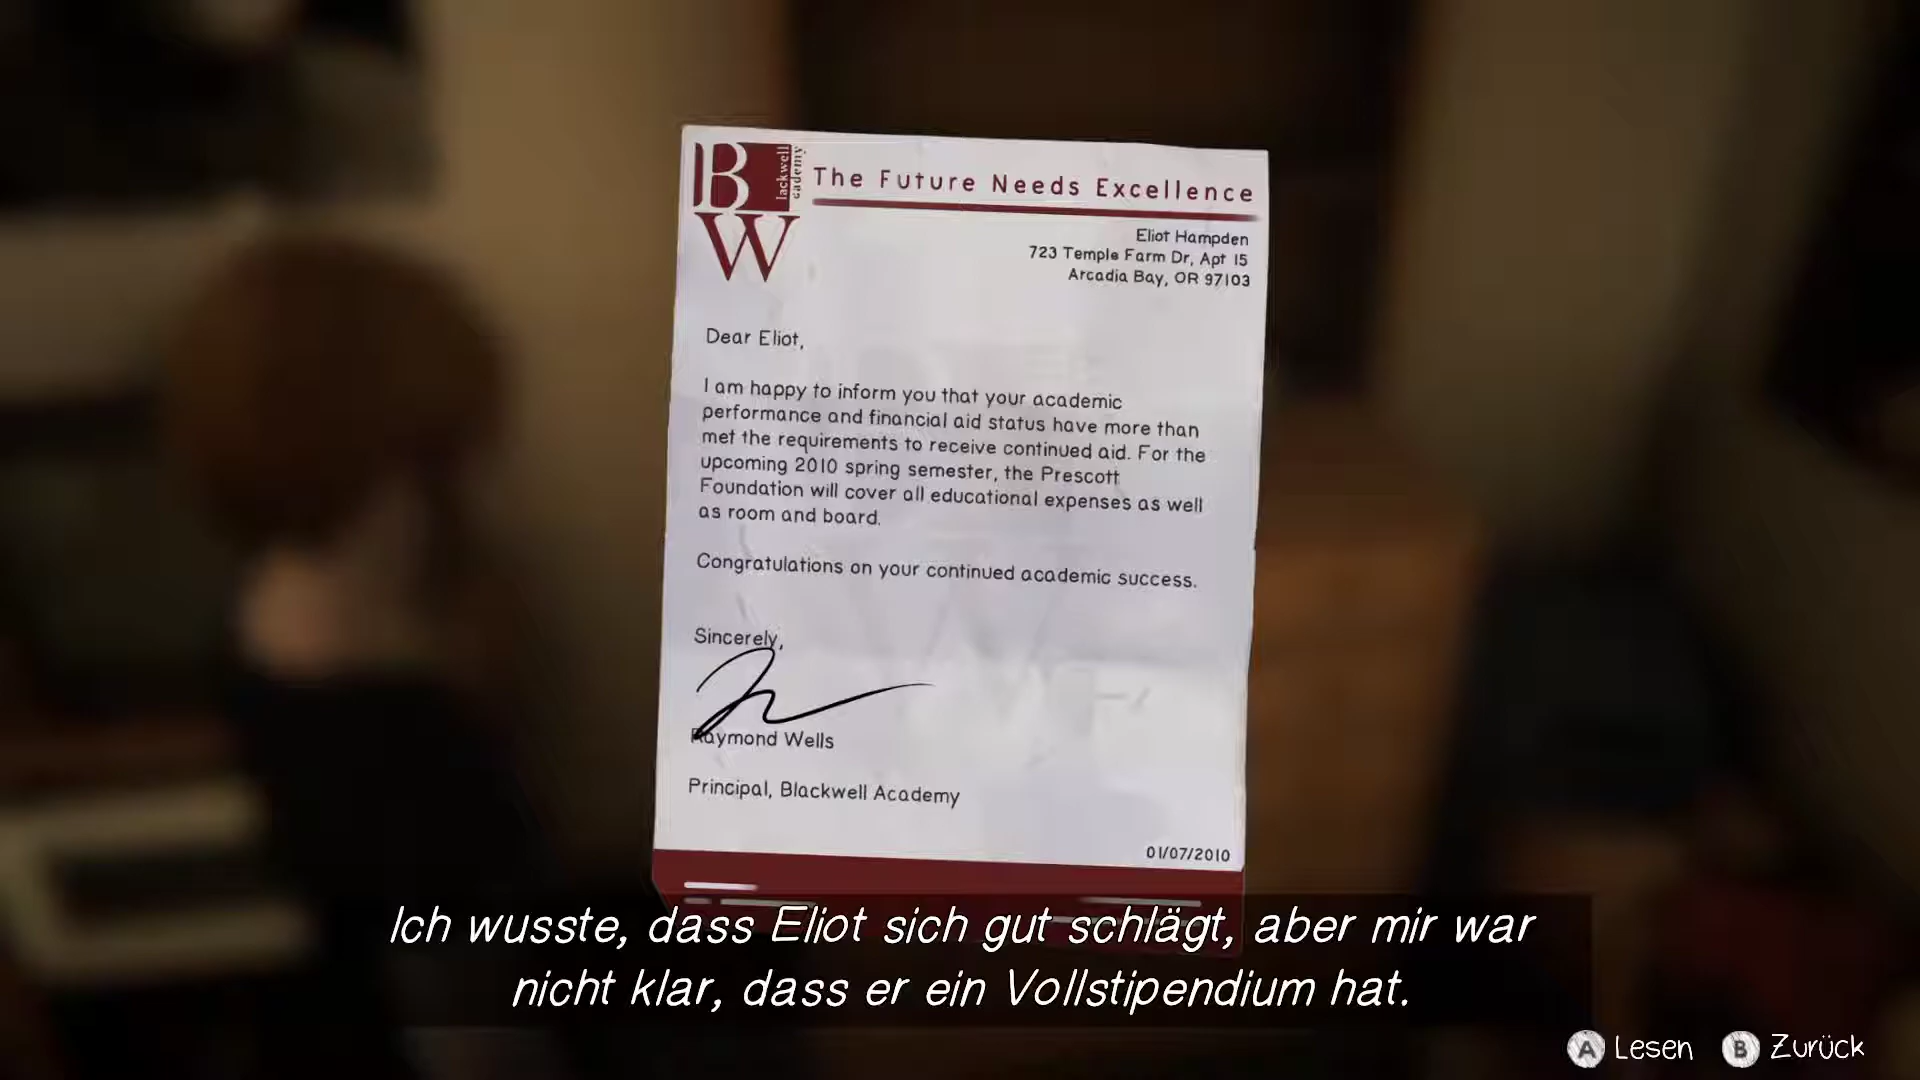 B lackwell
cademy
W
The Future Needs Excellence
Eliot Hampden
723 Temple Farm Dr, Apt 15
Arcadia Bay, OR 97103
Dear Eliot,
I am happy to inform you that your academic
performance and financial aid status have more than
met the requirements to receive continued aid. For the
upcoming 2010 spring semester, the Prescott
Foundation will cover all educational expenses as well
as room and board.
Congratulations on your continued academic success.
Sincerely,
Raymond Wells
Principal, Blackwell Academy
01/07/2010
Ich wusste, dass Eliot sich gut schlägt, aber mir war
nicht klar, dass er ein Vollstipendium hat.
A Lesen B Zurück